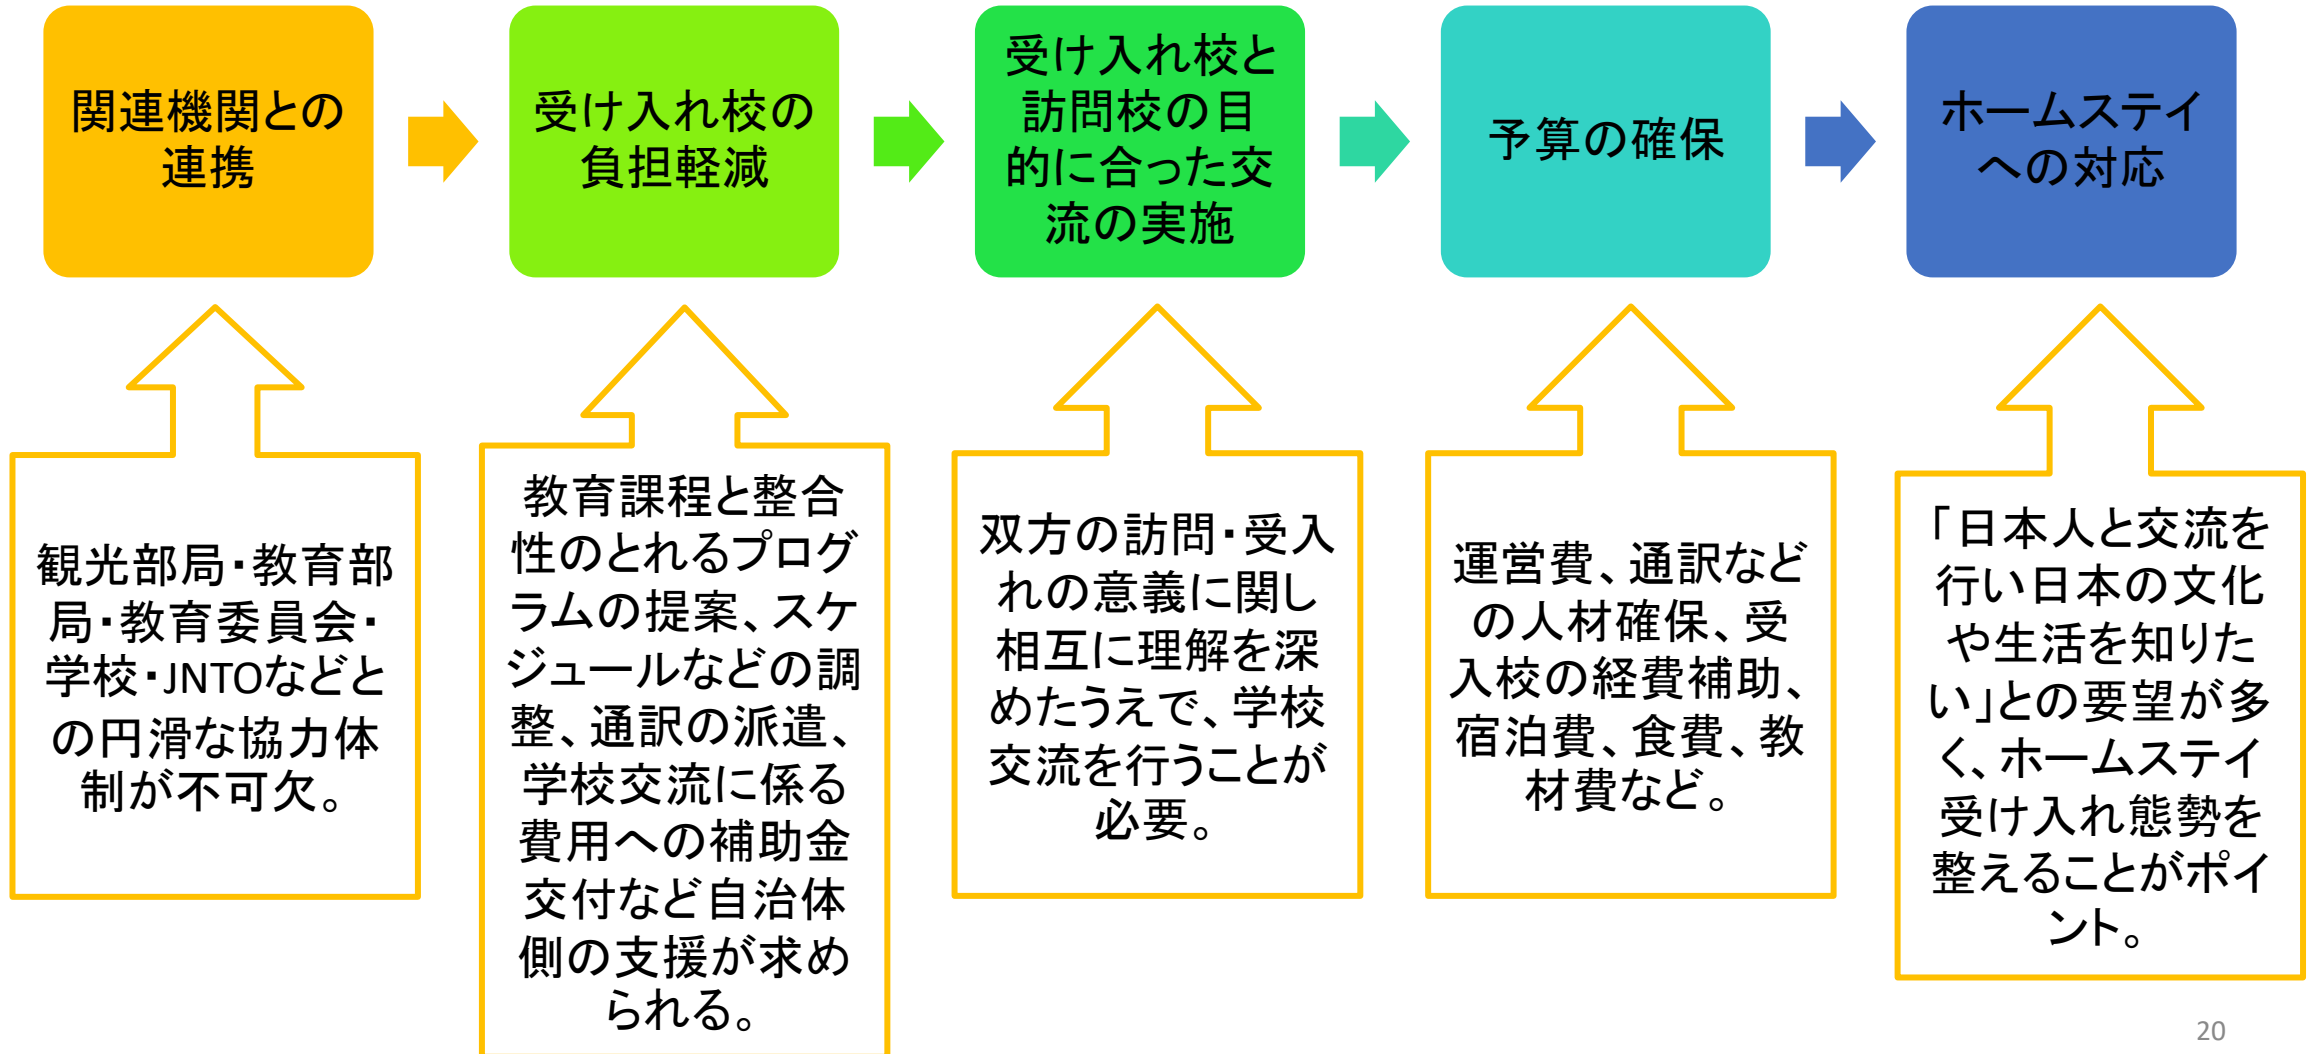 関連機関との
連携
受け入れ校の
負担軽減
受け入れ校と
訪問校の目
的に合った交
流の実施
予算の確保
ホームステイ
への対応
観光部局・教育部
局・教育委員会・
学校・JNTOなどと
の円滑な協力体
制が不可欠。
教育課程と整合
性のとれるプログ
ラムの提案、スケ
ジュールなどの調
整、通訳の派遣、
学校交流に係る
費用への補助金
交付など自治体
側の支援が求め
られる。
双方の訪問・受入
れの意義に関し
相互に理解を深
めたうえで、学校
交流を行うことが
必要。
運営費、通訳など
の人材確保、受
入校の経費補助、
宿泊費、食費、教
材費など。
「日本人と交流を
行い日本の文化
や生活を知りた
い」との要望が多
く、ホームステイ
受け入れ態勢を
整えることがポイ
ント。
20